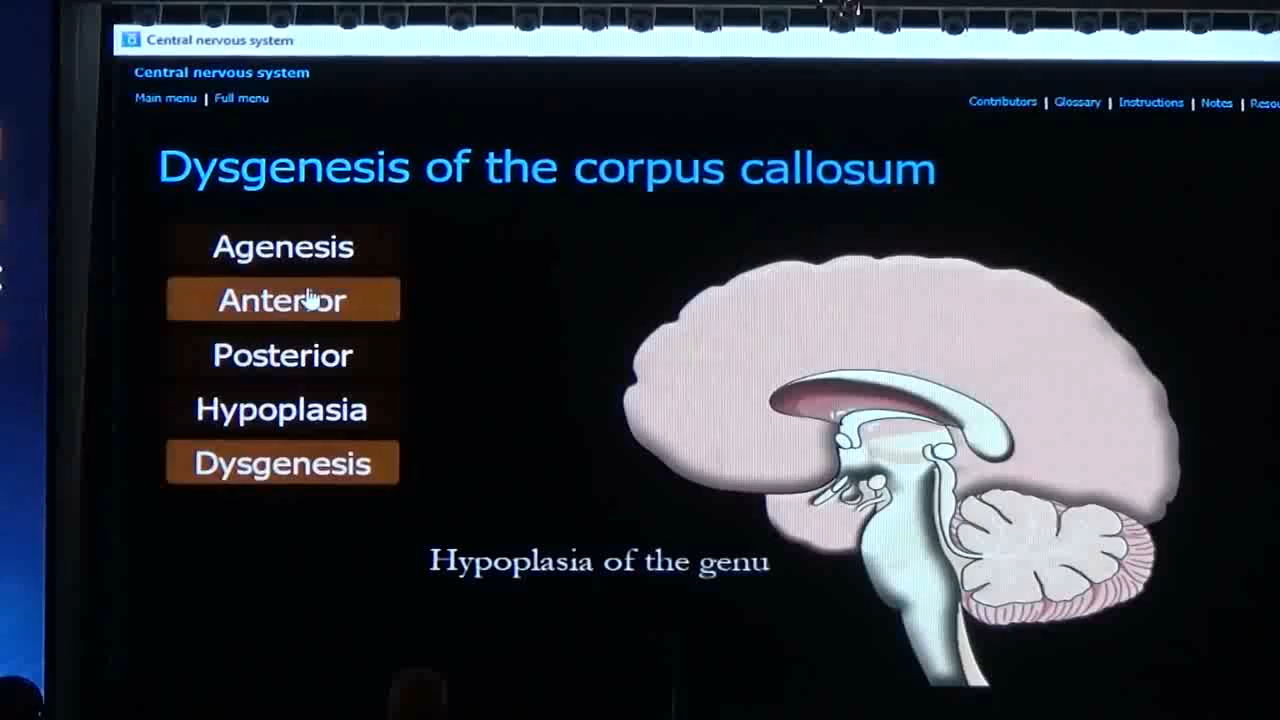 Central nervous system
Central nervous system
Main menu | Full menu
Contributors | Glossary | Instructions | Notes |
Dysgenesis of the corpus callosum
Agenesis
Anterior
Posterior
Hypoplasia
Dysgenesis
Hypoplasia of the genu